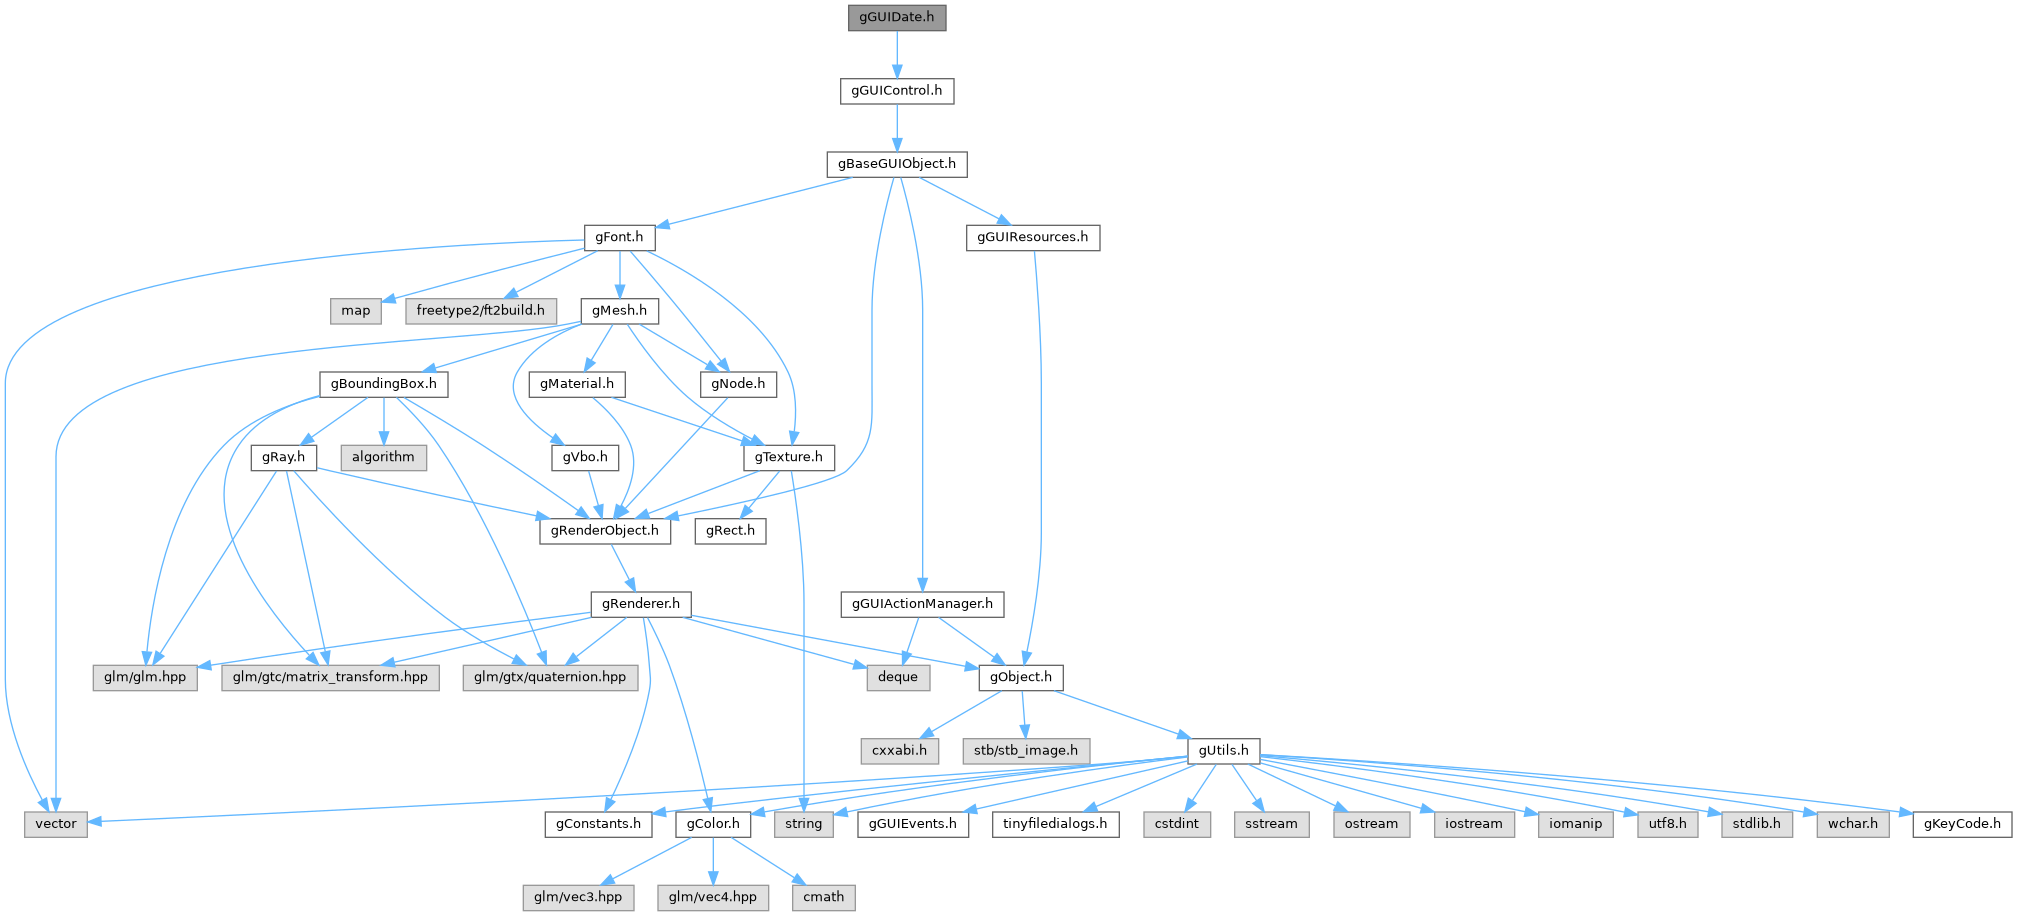 gGUIDate.h
gGUIControl.h
gBaseGUIObject.h
gFont.h
gGUIResources.h
map
freetype2/ft2build.h
gMesh.h
gBoundingBox.h
gMaterial.h
gNode.h
gRay.h
algorithm
gVbo.h
gTexture.h
gRenderObject.h
gRect.h
gRenderer.h
gGUIActionManager.h
glm/glm.hpp
glm/gtc/matrix_transform.hpp
glm/gtx/quaternion.hpp
deque
gObject.h
cxxabi.h
stb/stb_image.h
gUtils.h
vector
gConstants.h
gColor.h
string
gGUIEvents.h
tinyfiledialogs.h
cstdint
sstream
ostream
iostream
iomanip
utf8.h
stdlib.h
wchar.h
gKeyCode.h
glm/vec3.hpp
glm/vec4.hpp
cmath